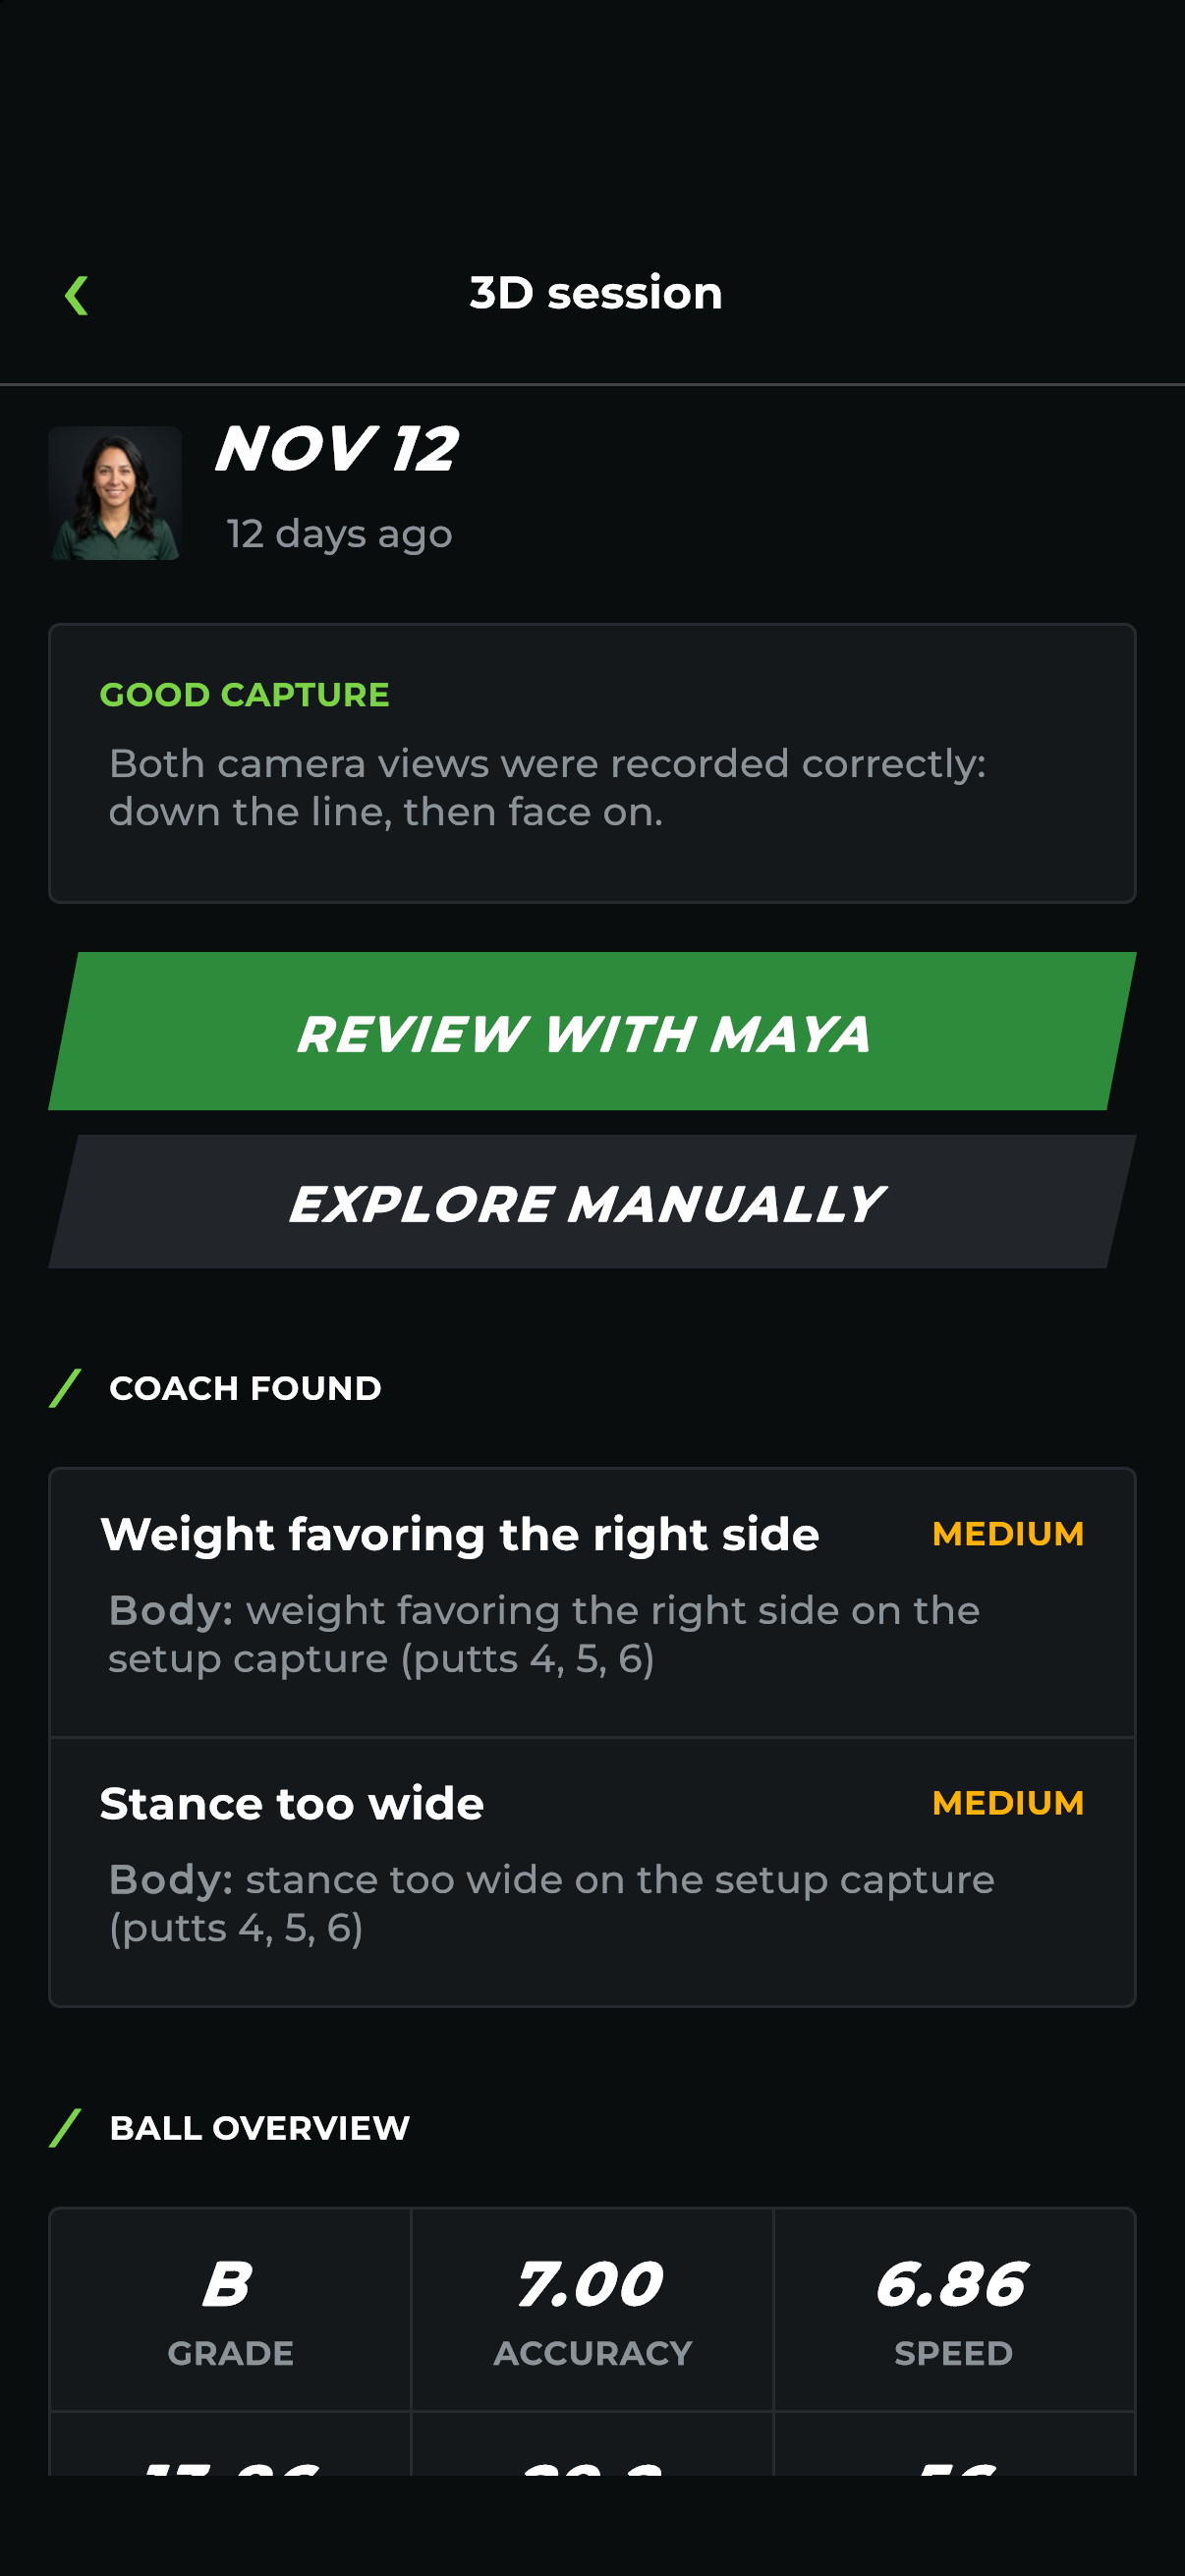 3D session
NOV 12
12 days ago
GOOD CAPTURE
Both camera views were recorded correctly:
down the line, then face on.
REVIEW WITH MAYA
EXPLORE MANUALLY
COACH FOUND
Weight favoring the right side
MEDIUM
Body: weight favoring the right side on the
setup capture (putts 4, 5, 6)
Stance too wide
MEDIUM
Body: stance too wide on the setup capture
(putts 4, 5, 6)
BALL OVERVIEW
B
7.00
6.86
GRADE
ACCURACY
SPEED